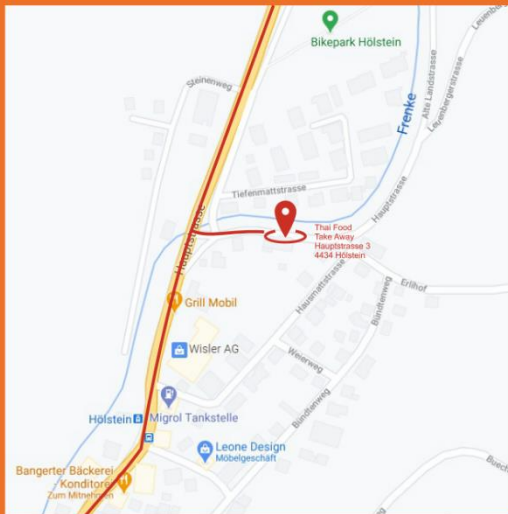 Bikepark Hölstein
Leuenbergerstrasse
Alte Landstrasse
Steinenweg
Frenke
Tiefenmattstrasse
Hauptstrasse
Hauptstrasse
Thai Food
Take Away
Hauptstrasse 3
4434 Hölstein
Erlihof
Grill Mobil
Hausmattstrasse
Bündtenweg
Wisler AG
Weierweg
Migrol Tankstelle
Hölstein
Bündtenweg
Leone Design
Möbelgeschäft
Bangerter Bäckerei
Konditorei
Zum Mitnehmen